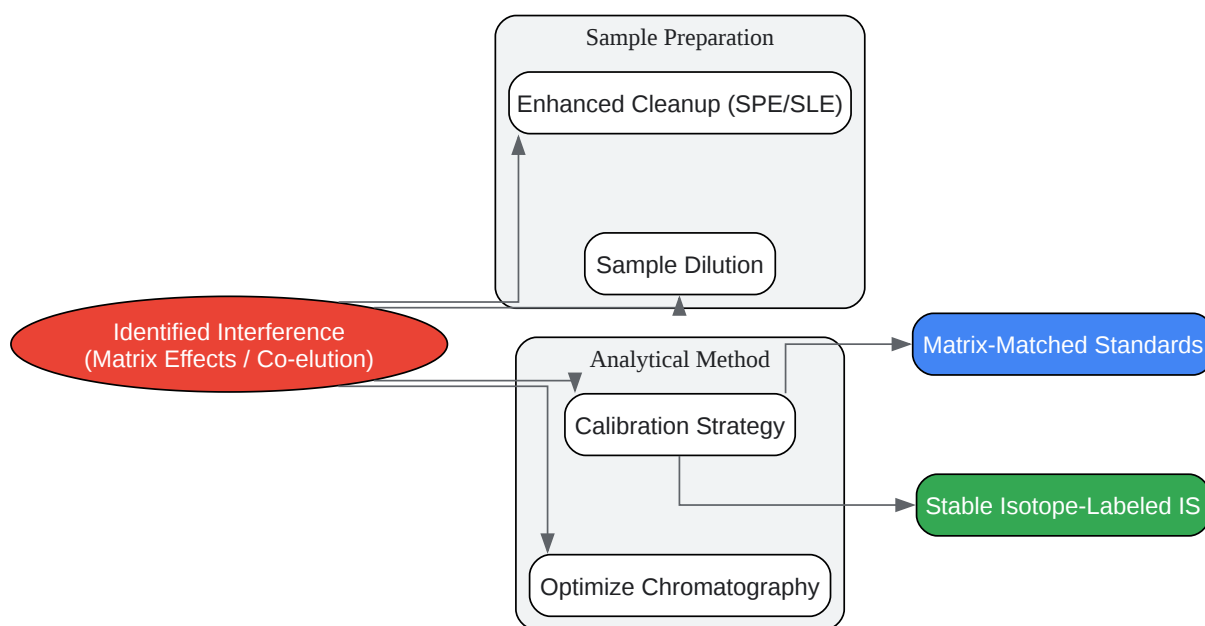 Sample Preparation
Enhanced Cleanup (SPE/SLE)
Sample Dilution
Identified Interference
(Matrix Effects / Co-elution)
Analytical Method
Calibration Strategy
Optimize Chromatography
Matrix-Matched Standards
Stable Isotope-Labeled IS